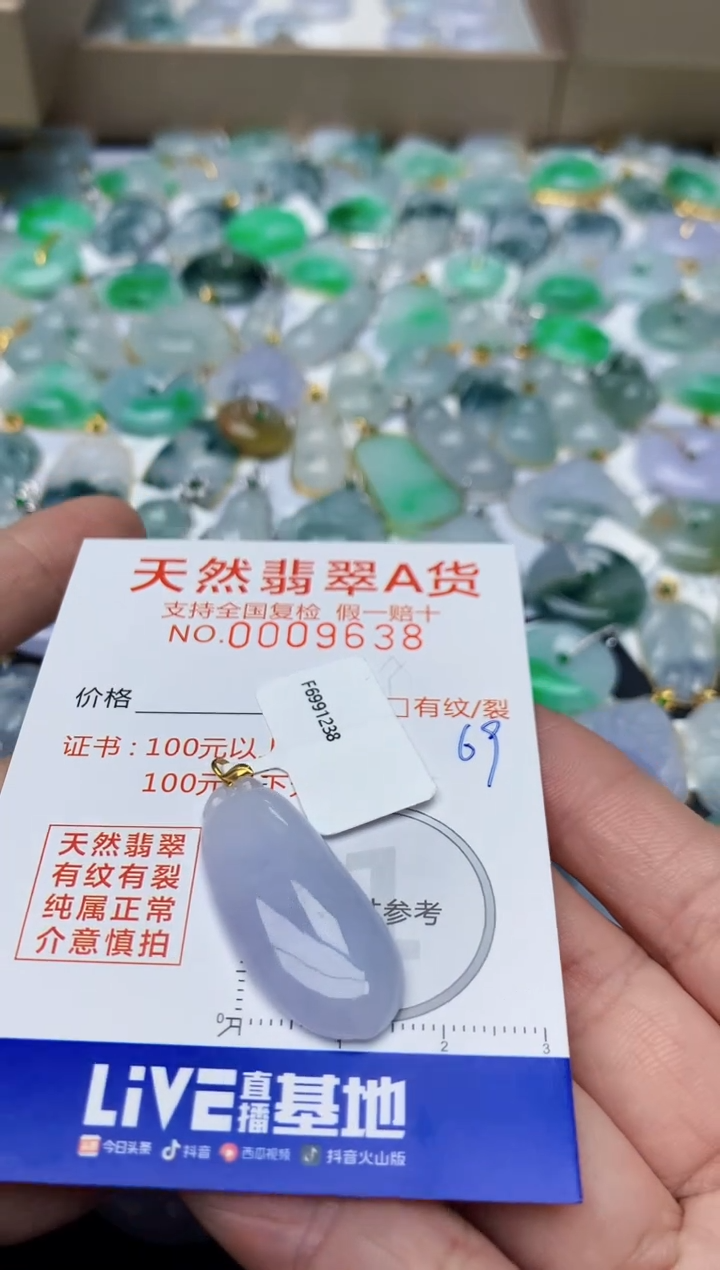 天然翡翠A货
支持全国复检 假一赔十
NO.0009638
价格
F6991238
□有纹/裂
69
证书：100元以
100元
天然翡翠
有纹有裂
纯属正常
介意慎拍
参考
0
1 2 3
LiVE直播基地
今日头条 抖音 西瓜视频 抖音火山版